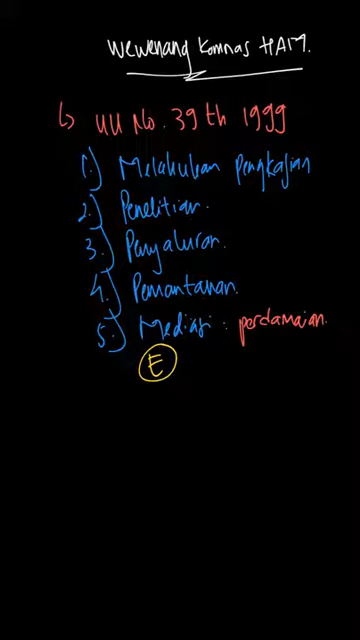 Wewenang Komnas HAM.
↳ UU No. 39 th 1999
1.) Melakukan Pengkajian
2.) Penelitian.
3.) Penyaluran.
4.) Pemantauan.
5.) Mediasi : perdamaian.
E